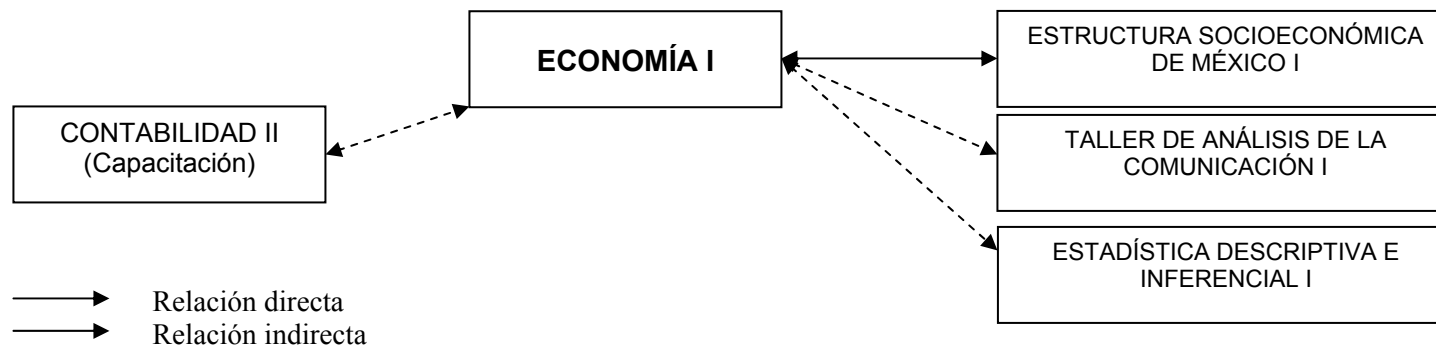 ECONOMÍA I
ESTRUCTURA SOCIOECONÓMICA
DE MÉXICO I
CONTABILIDAD II
(Capacitación)
TALLER DE ANÁLISIS DE LA
COMUNICACIÓN I
ESTADÍSTICA DESCRIPTIVA E
INFERENCIAL I
Relación directa
Relación indirecta